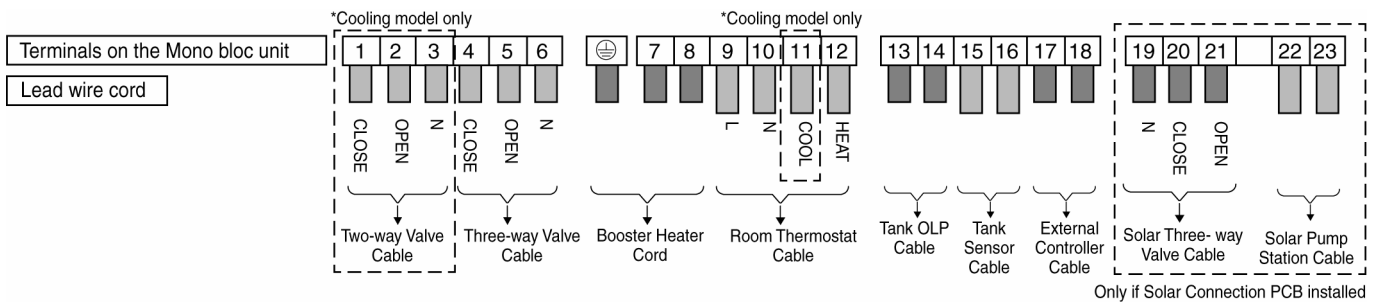 *Cooling model only
*Cooling model only
Terminals on the Mono bloc unit
1 2 3 4 5 6 7 8 9 10 11 12 13 14 15 16 17 18 19 20 21 22 23
Lead wire cord
CLOSE
OPEN
N
CLOSE
OPEN
N
L
N
COOL
HEAT
N
CLOSE
OPEN
Two-way Valve
Cable
Three-way Valve
Cable
Booster Heater
Cord
Room Thermostat
Cable
Tank OLP
Cable
Tank
Sensor
Cable
External
Controller
Cable
Solar Three- way
Valve Cable
Solar Pump
Station Cable
Only if Solar Connection PCB installed